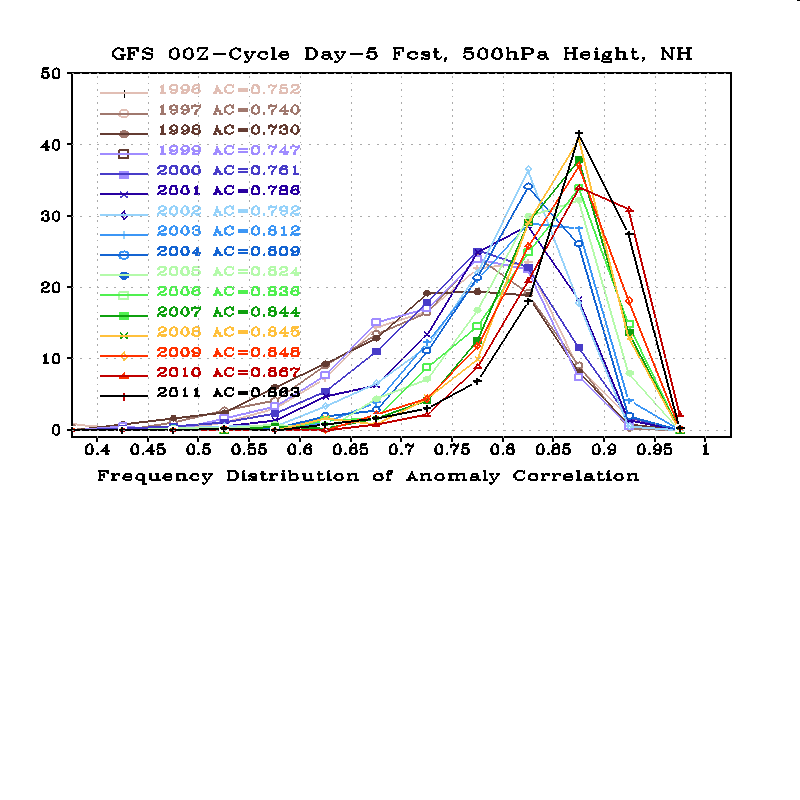 GFS 00Z-Cycle Day-5 Fcst, 500hPa Height, NH
50
40
30
20
10
0
1996 AC=0.752
1997 AC=0.740
1998 AC=0.730
1999 AC=0.747
2000 AC=0.761
2001 AC=0.786
2002 AC=0.792
2003 AC=0.812
2004 AC=0.809
2005 AC=0.824
2006 AC=0.836
2007 AC=0.844
2008 AC=0.845
2009 AC=0.848
2010 AC=0.867
2011 AC=0.863
0.4 0.45 0.5 0.55 0.6 0.65 0.7 0.75 0.8 0.85 0.9 0.95 1
Frequency Distribution of Anomaly Correlation